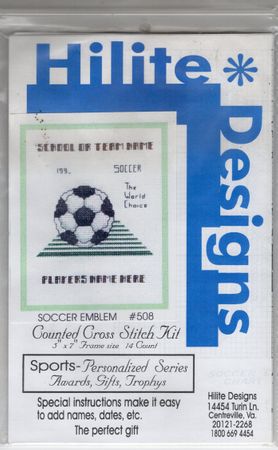 Hilite *
Designs
SCHOOL OR TEAM NAME
199_ SOCCER
The
World
Choice
PLAYERS NAME HERE
SOCCER EMBLEM #508
Counted Cross Stitch Kit
5" x 7" Frame size 14 Count
Sports-Personalized Series
Awards, Gifts, Trophys
Special instructions make it easy
to add names, dates, etc.
The perfect gift
Hilite Designs
14454 Turin Ln.
Centreville, Va.
20121-2268
1800 669 4454